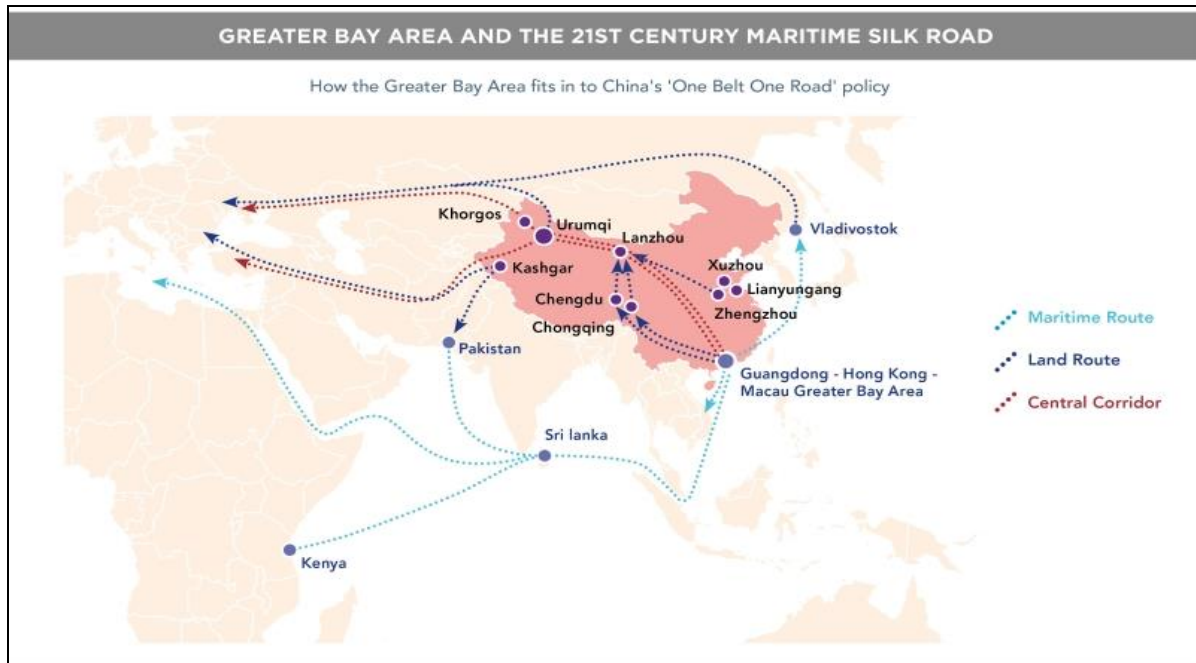 GREATER BAY AREA AND THE 21ST CENTURY MARITIME SILK ROAD
How the Greater Bay Area fits in to China's 'One Belt One Road' policy
Khorgos
Urumqi
Lanzhou
Vladivostok
Kashgar
Xuzhou
Lianyungang
Chengdu
Zhengzhou
Chongqing
Pakistan
Guangdong - Hong Kong -
Macau Greater Bay Area
Sri lanka
Kenya
Maritime Route
Land Route
Central Corridor